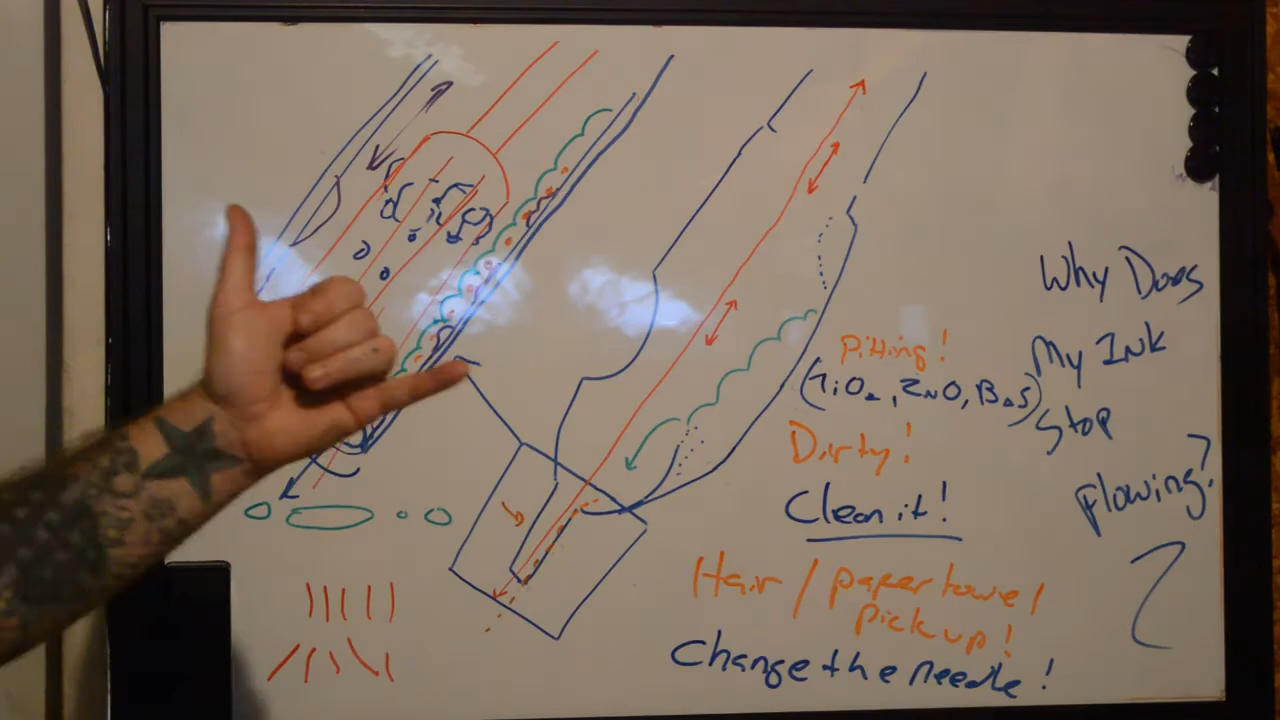 Why Does
My Ink
Stop
Flowing?
Pitting!
(TiO2, ZNO, BaS)
Dirty!
Clean it!
Hair / paper towel
Pick up!
Change the needle!